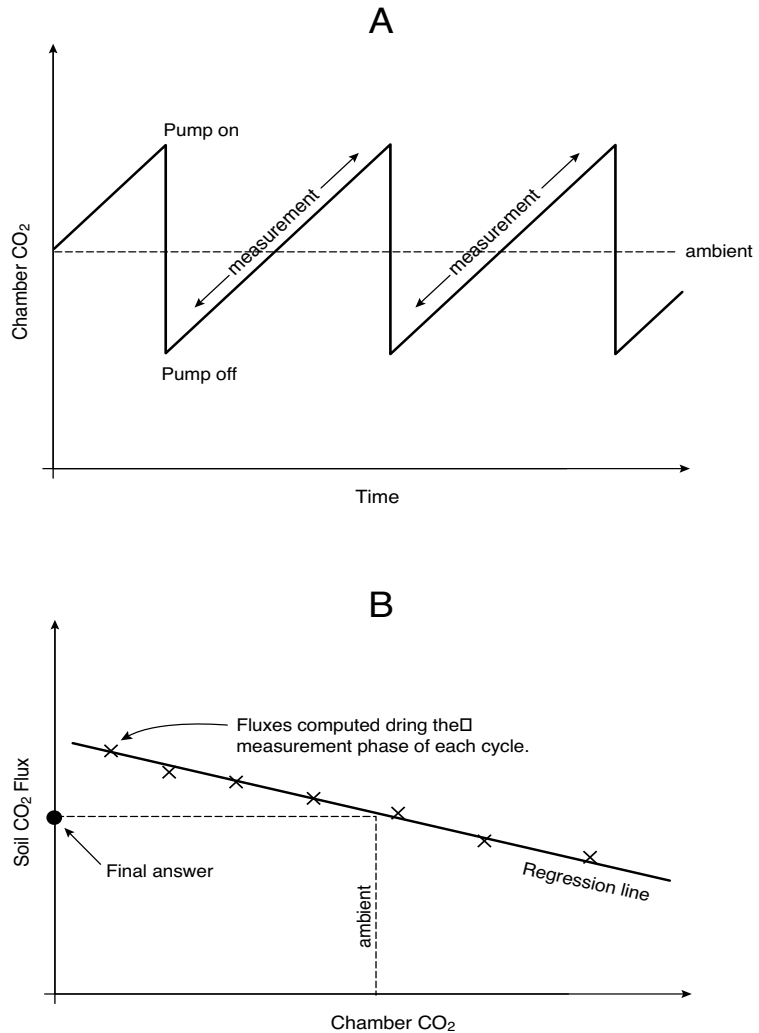 A
Pump on
measurement
measurement
ambient
Chamber CO₂
Pump off
Time
B
Fluxes computed dring the□
measurement phase of each cycle.
Soil CO₂ Flux
Final answer
ambient
Regression line
Chamber CO₂